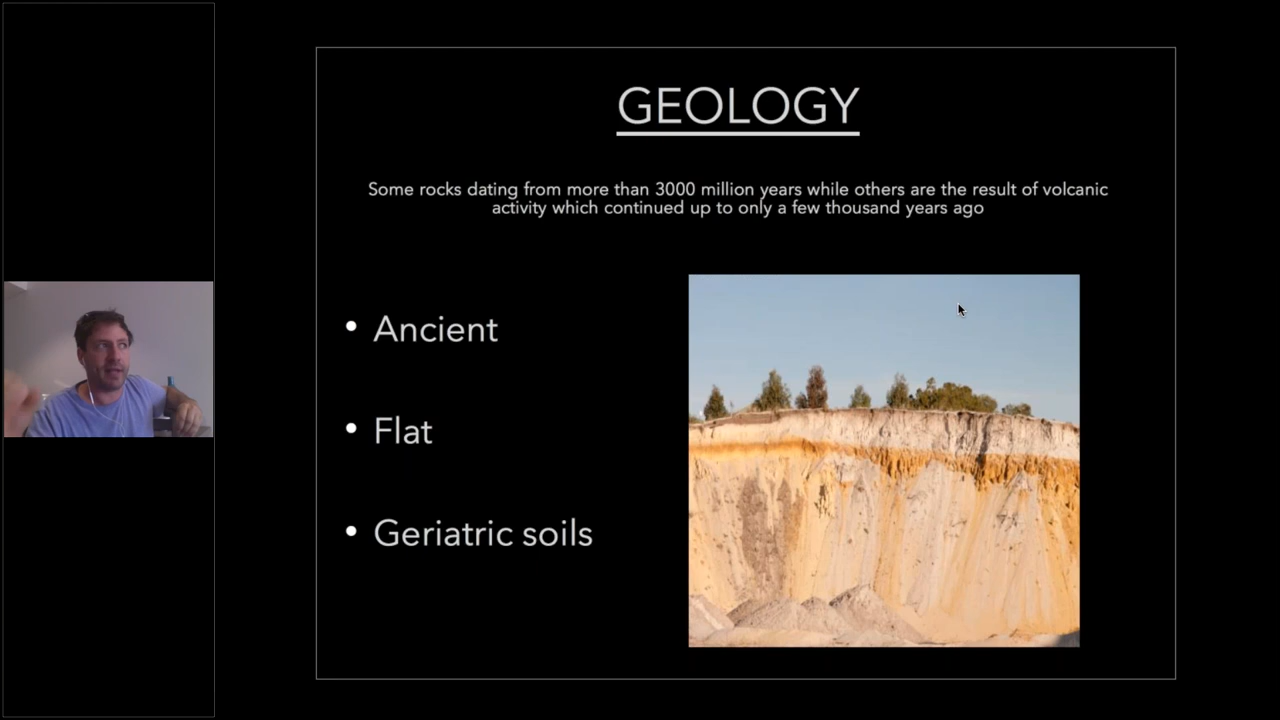 GEOLOGY
Some rocks dating from more than 3000 million years while others are the result of volcanic
activity which continued up to only a few thousand years ago
• Ancient
• Flat
• Geriatric soils